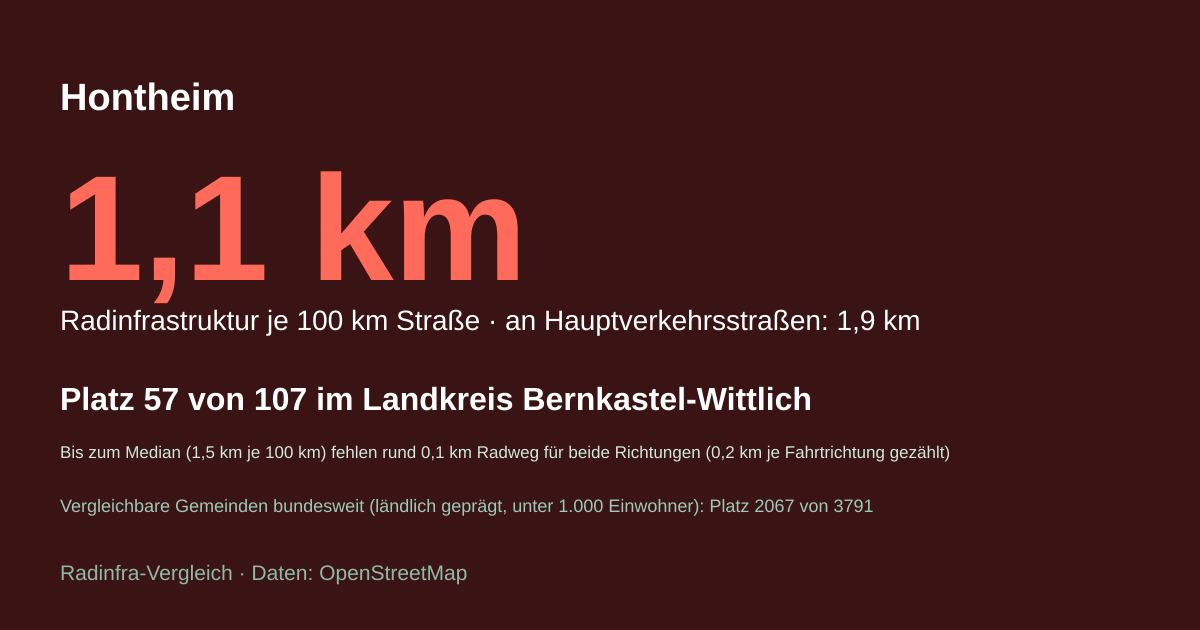 Hontheim
1,1 km
Radinfrastruktur je 100 km Straße · an Hauptverkehrsstraßen: 1,9 km
Platz 57 von 107 im Landkreis Bernkastel-Wittlich
Bis zum Median (1,5 km je 100 km) fehlen rund 0,1 km Radweg für beide Richtungen (0,2 km je Fahrtrichtung gezählt)
Vergleichbare Gemeinden bundesweit (ländlich geprägt, unter 1.000 Einwohner): Platz 2067 von 3791
Radinfra-Vergleich · Daten: OpenStreetMap